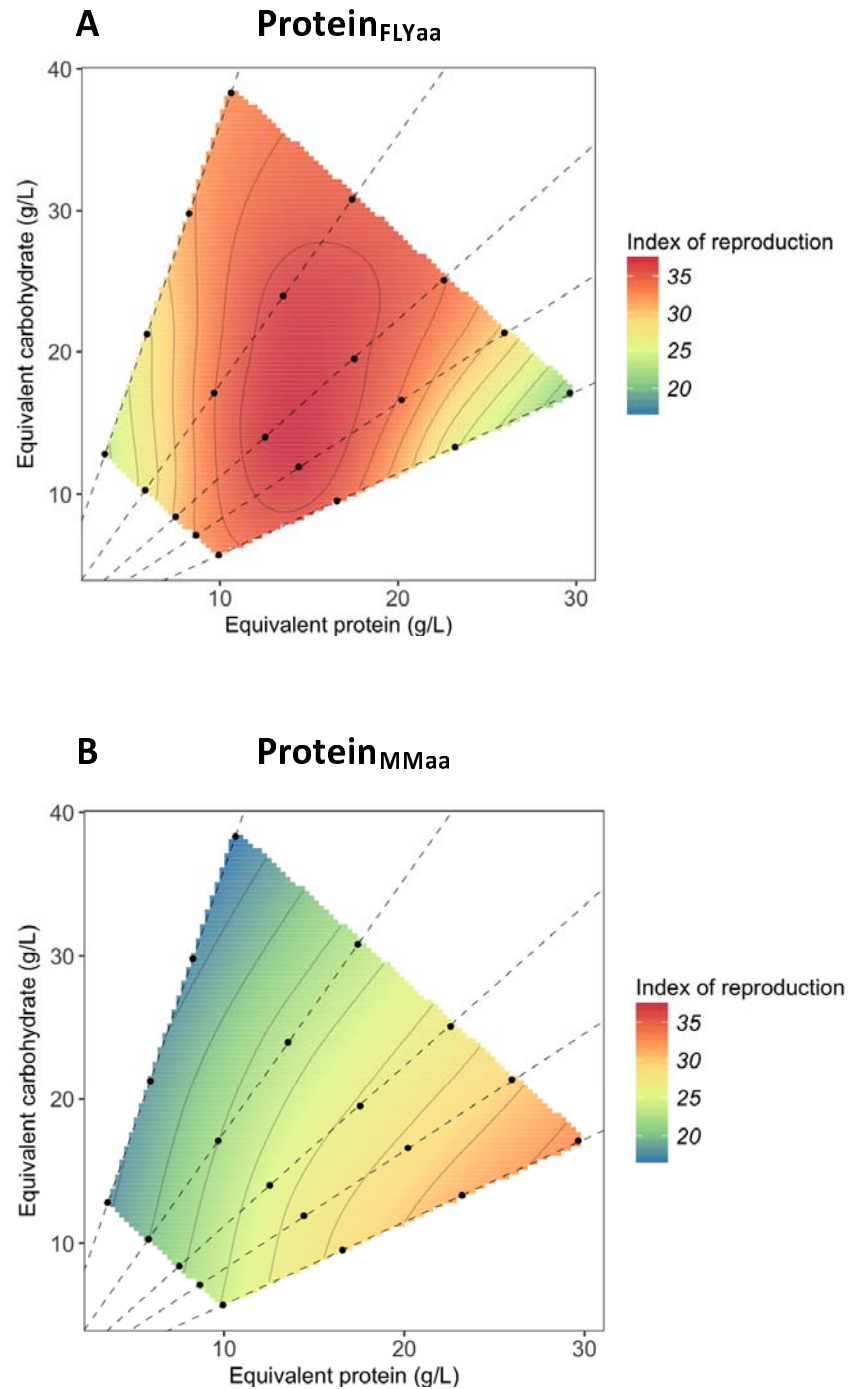 A Protein FLYaa
40
30
20
10
10 20 30
Equivalent carbohydrate (g/L)
Equivalent protein (g/L)
Index of reproduction
35
30
25
20
B Protein MMaa
40
30
20
10
10 20 30
Equivalent carbohydrate (g/L)
Equivalent protein (g/L)
Index of reproduction
35
30
25
20